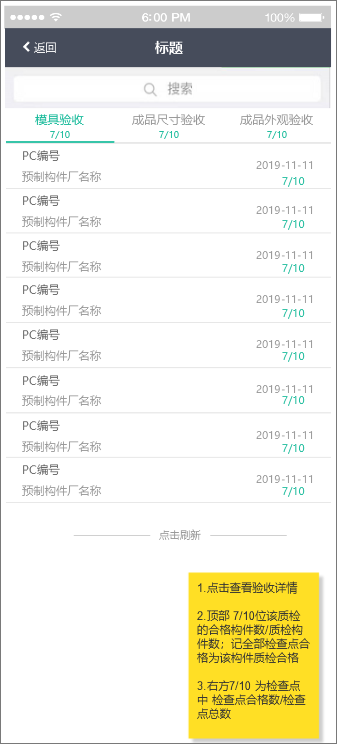 6:00 PM
100%
返回
标题
搜索
模具验收
成品尺寸验收
成品外观验收
7/10
7/10
7/10
PC编号
2019-11-11
预制构件厂名称
7/10
PC编号
2019-11-11
预制构件厂名称
7/10
PC编号
2019-11-11
预制构件厂名称
7/10
PC编号
2019-11-11
预制构件厂名称
7/10
PC编号
2019-11-11
预制构件厂名称
7/10
PC编号
2019-11-11
预制构件厂名称
7/10
PC编号
2019-11-11
预制构件厂名称
7/10
PC编号
2019-11-11
预制构件厂名称
7/10
点击刷新
1.点击查看验收详情
2.顶部 7/10位该质检
的合格构件数/质检构
件数；记全部检查点合
格为该构件质检合格
3.右方7/10 为检查点
中 检查点合格数/检查
点总数